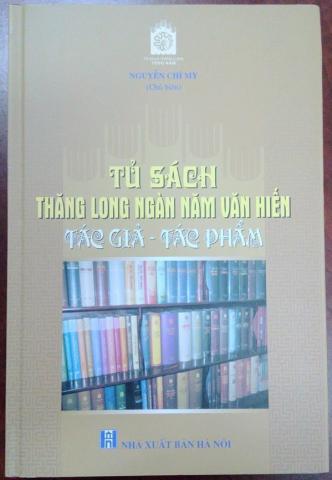 NGUYỄN CHÍ MỲ
(Chủ biên)
TỦ SÁCH
THĂNG LONG NGÀN NĂM VĂN HIẾN
TÁC GIẢ - TÁC PHẨM
NHÀ XUẤT BẢN HÀ NỘI